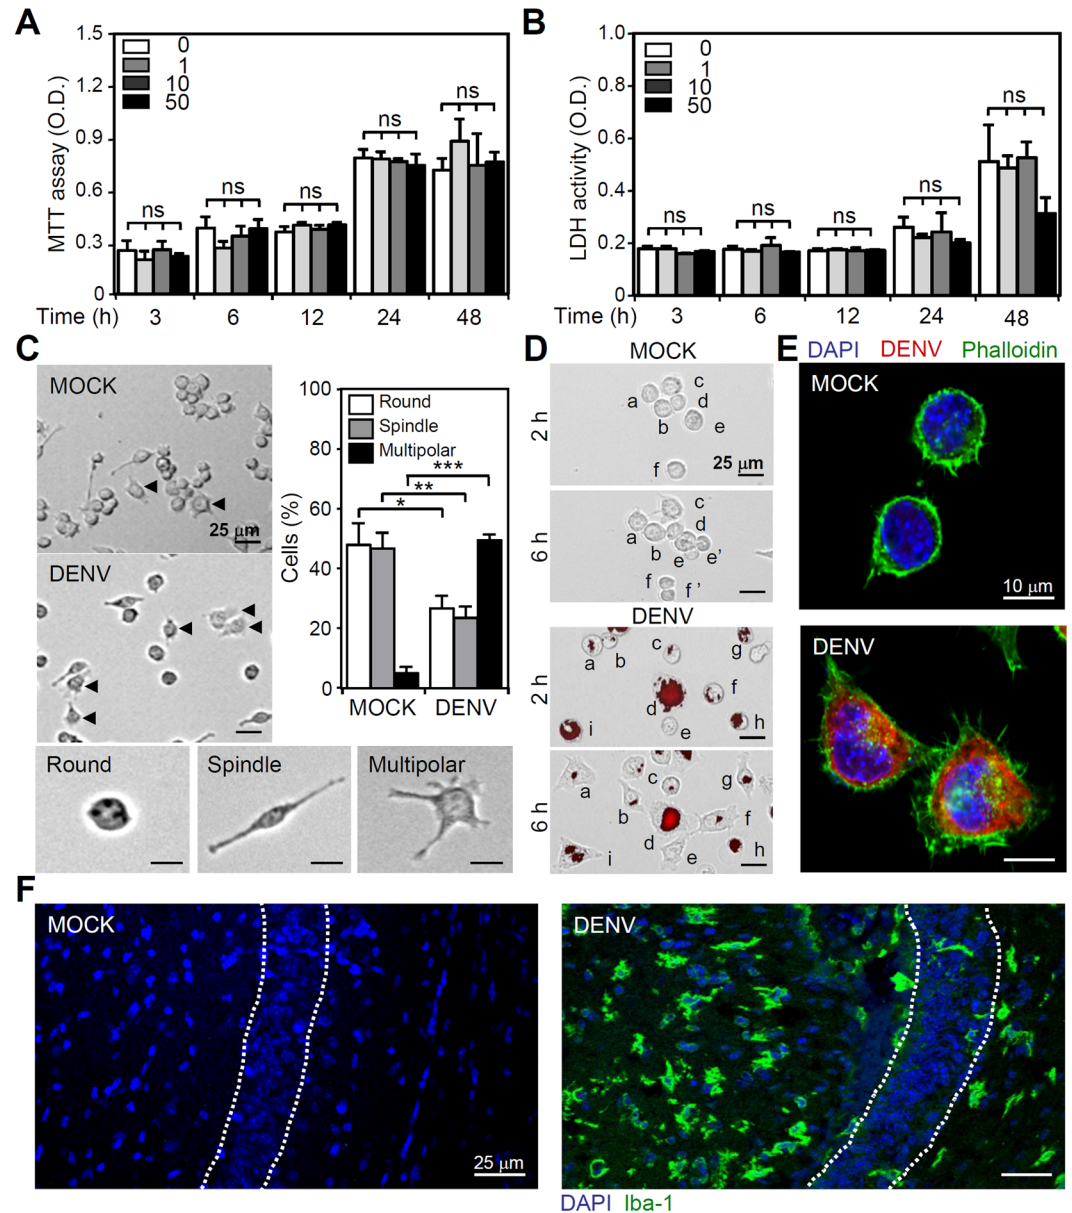 A
1.5
1.2
0.9
0.6
0.3
0
MTT assay (O.D.)
0
1
10
50
ns
ns
ns
ns
ns
Time (h)
3
6
12
24
48
B
1.0
0.8
0.6
0.4
0.2
0
LDH activity (O.D.)
0
1
10
50
ns
ns
ns
ns
ns
Time (h)
3
6
12
24
48
C
MOCK
25 μm
DENV
100
80
60
40
20
0
Cells (%)
Round
Spindle
Multipolar
***
**
*
MOCK
DENV
Round
Spindle
Multipolar
D
MOCK
2 h
a
b
c
d
e
f
25 μm
6 h
a
b
c
d
e
e’
f
f ’
DENV
2 h
a
b
c
d
e
f
g
h
i
6 h
a
b
c
d
e
f
g
h
i
E
DAPI DENV Phalloidin
MOCK
10 μm
DENV
F
MOCK
25 μm
DENV
DAPI Iba-1